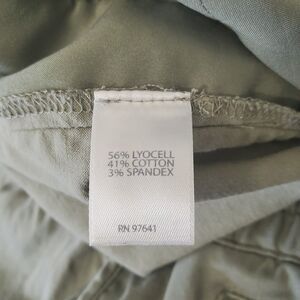 56% LYOCELL
41% COTTON
3% SPANDEX
RN 97641